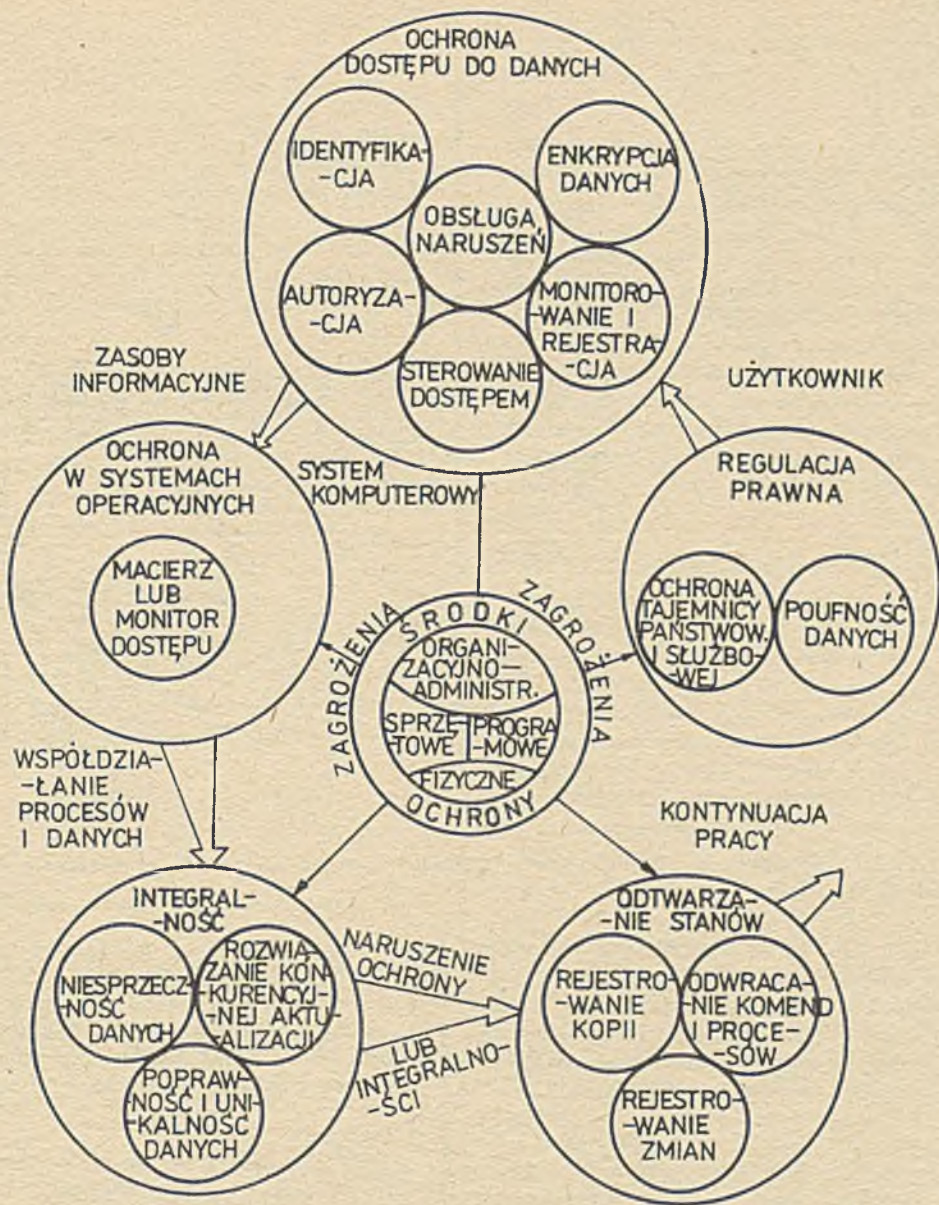 OCHRONA
DOSTĘPU DO DANYCH
IDENTYFIKA-
-CJA
ENKRYPCJA
DANYCH
OBSŁUGA
NARUSZEŃ
AUTORYZA-
-CJA
MONITORO-
-WANIE I
REJESTRA-
-CJA
STEROWANIE
DOSTĘPEM
ZASOBY
INFORMACYJNE
UŻYTKOWNIK
OCHRONA
W SYSTEMACH
OPERACYJNYCH
SYSTEM
KOMPUTEROWY
REGULACJA
PRAWNA
MACIERZ
LUB
MONITOR
DOSTĘPU
OCHRONA
TAJEMNICY
PAŃSTWOW.
I SŁUŻBO-
-WEJ
POUFNOŚĆ
DANYCH
ZAGROŻENIA
ZAGROŻENIA
ŚRODKI
ORGANI-
ZACYJNO-
ADMINISTR.
SPRZĘ-
-TOWE
PROGRA-
-MOWE
FIZYCZNE
OCHRONY
WSPÓŁDZIA-
-ŁANIE
PROCESÓW
I DANYCH
KONTYNUACJA
PRACY
INTEGRAL-
-NOŚĆ
NIESPRZECZ-
-NOŚĆ
DANYCH
ROZWIĄ-
ZANIE KON-
-KURENCYJ-
-NEJ AKTU-
-ALIZACJI
POPRAW-
-NOŚĆ I UNI-
-KALNOŚĆ
DANYCH
NARUSZENIE
OCHRONY
LUB
INTEGRALNO-
-ŚCI
ODTWARZA-
-NIE STANÓW
REJESTRO-
-WANIE
KOPII
ODWRACA-
-NIE KOMEND
I PROCE-
-SÓW
REJESTRO-
-WANIE
ZMIAN